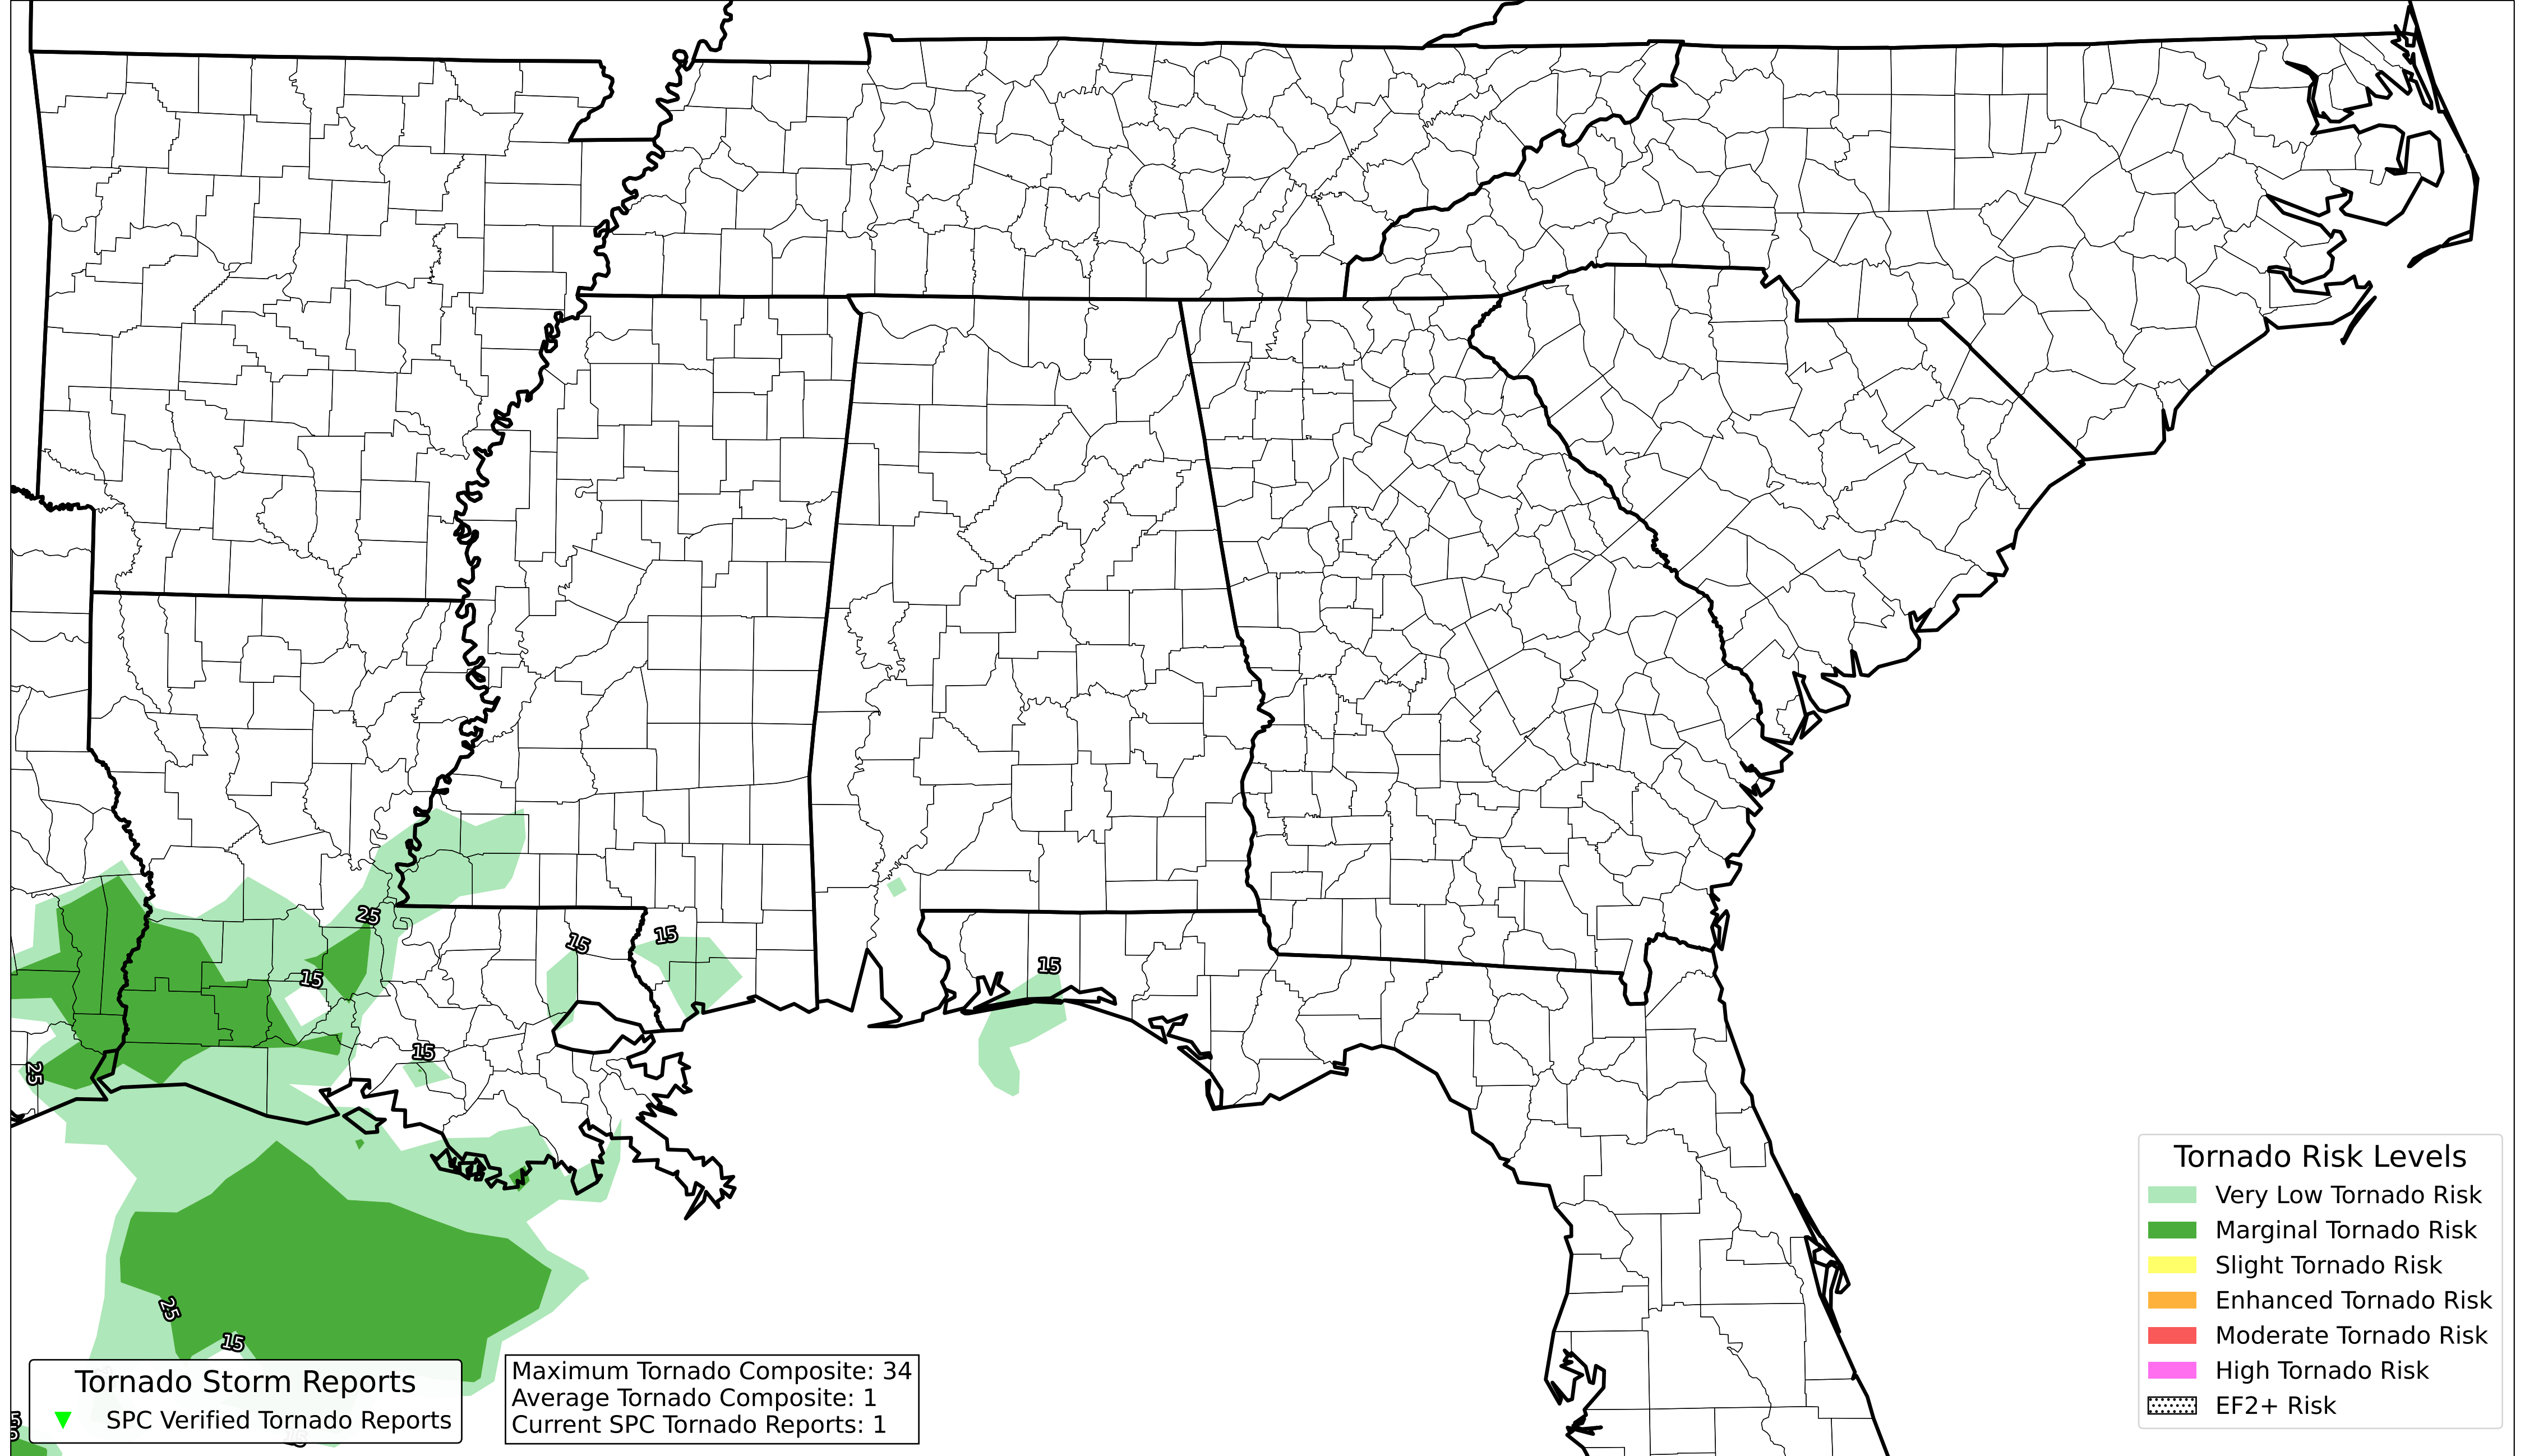 25
15
15
15
15
25
15
25
15
Tornado Storm Reports
SPC Verified Tornado Reports
Maximum Tornado Composite: 34
Average Tornado Composite: 1
Current SPC Tornado Reports: 1
Tornado Risk Levels
Very Low Tornado Risk
Marginal Tornado Risk
Slight Tornado Risk
Enhanced Tornado Risk
Moderate Tornado Risk
High Tornado Risk
EF2+ Risk